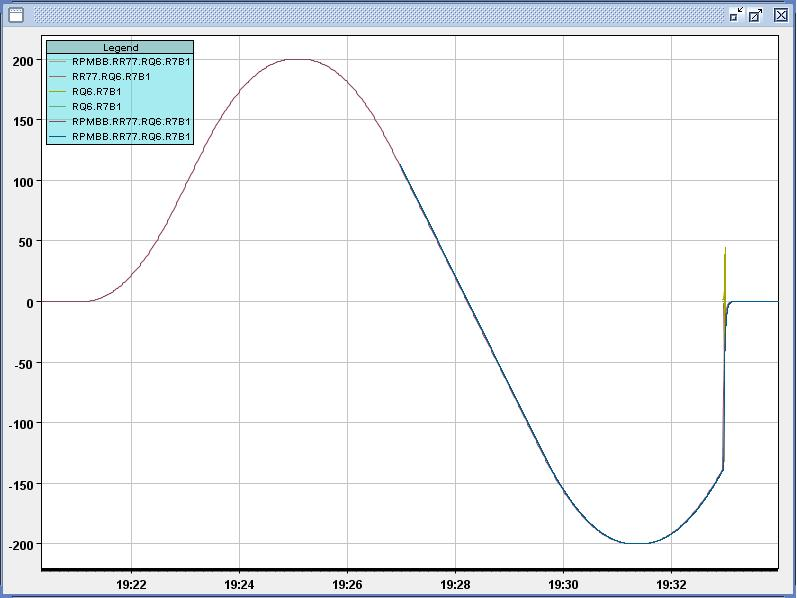 Legend
RPMBB.RR77.RQ6.R7B1
RR77.RQ6.R7B1
RQ6.R7B1
RQ6.R7B1
RPMBB.RR77.RQ6.R7B1
RPMBB.RR77.RQ6.R7B1
200
150
100
50
0
-50
-100
-150
-200
19:22 19:24 19:26 19:28 19:30 19:32